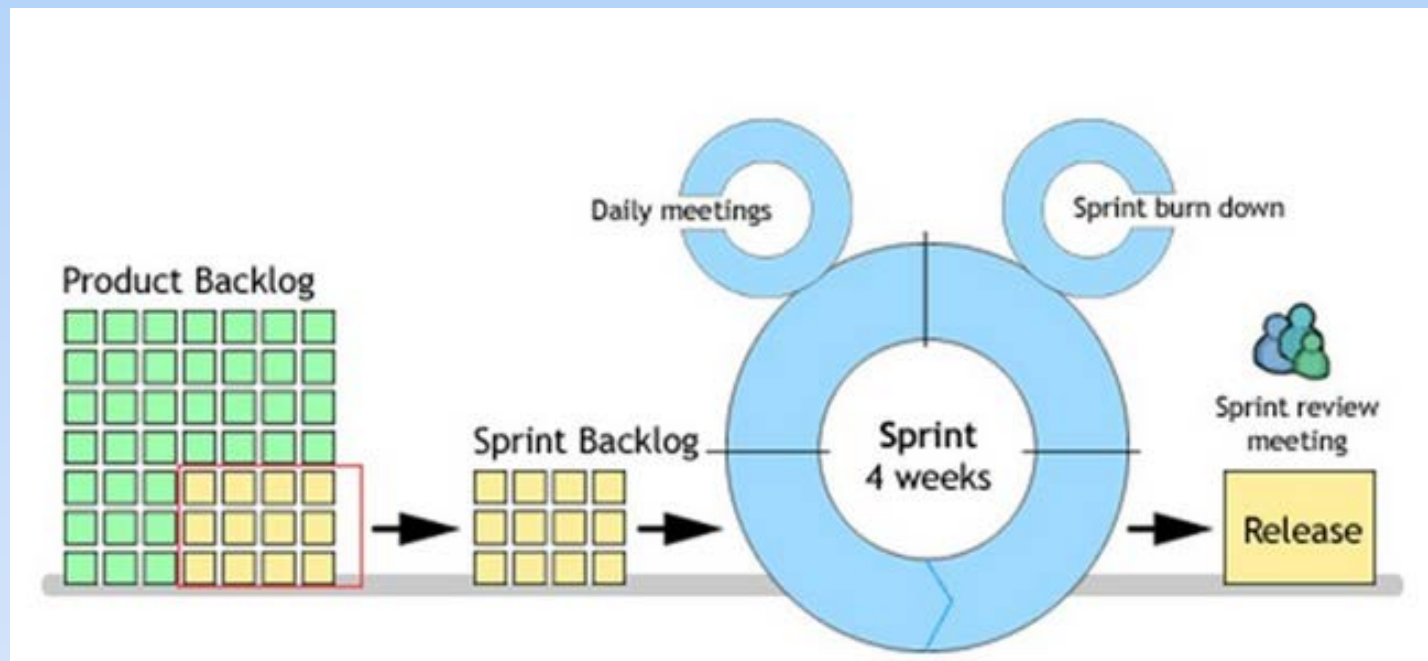 Daily meetings
Sprint burn down
Product Backlog
Sprint Backlog
Sprint
4 weeks
Sprint review
meeting
Release